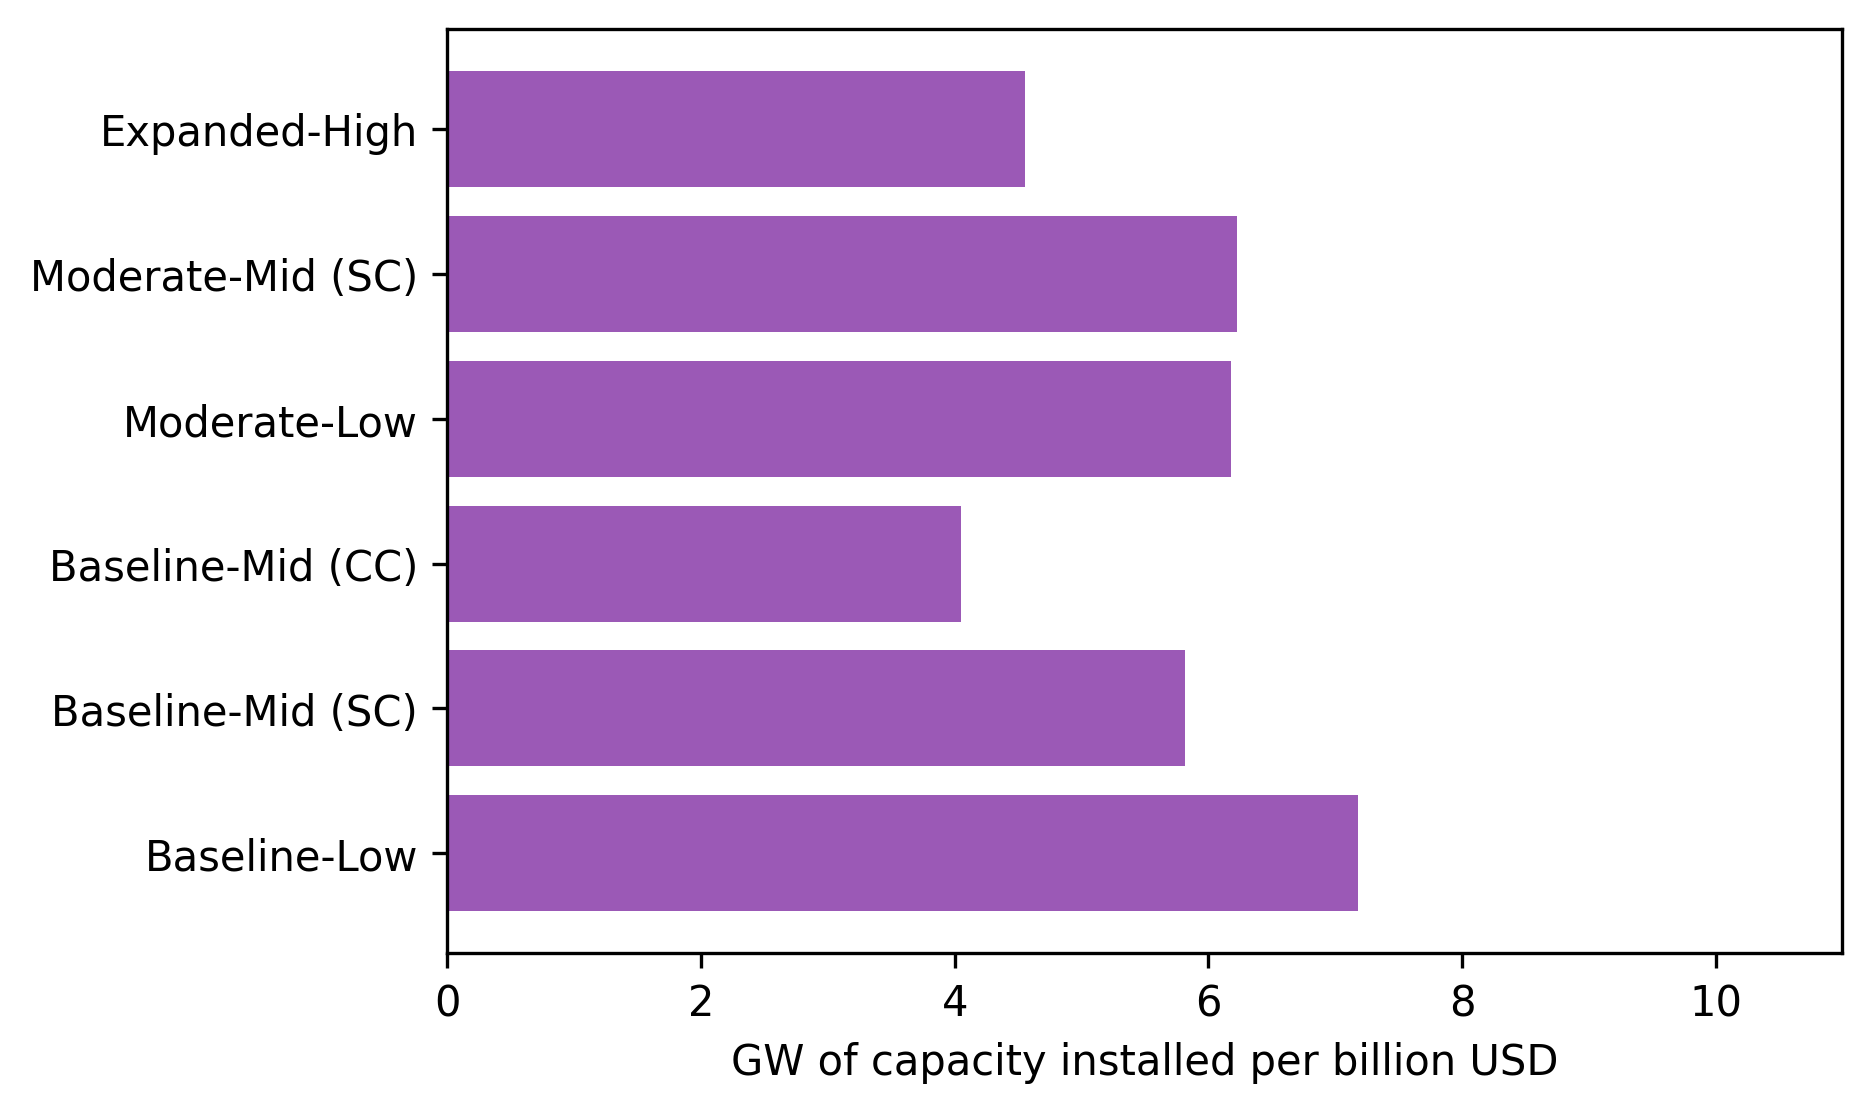 Expanded-High
Moderate-Mid (SC)
Moderate-Low
Baseline-Mid (CC)
Baseline-Mid (SC)
Baseline-Low
0 2 4 6 8 10
GW of capacity installed per billion USD